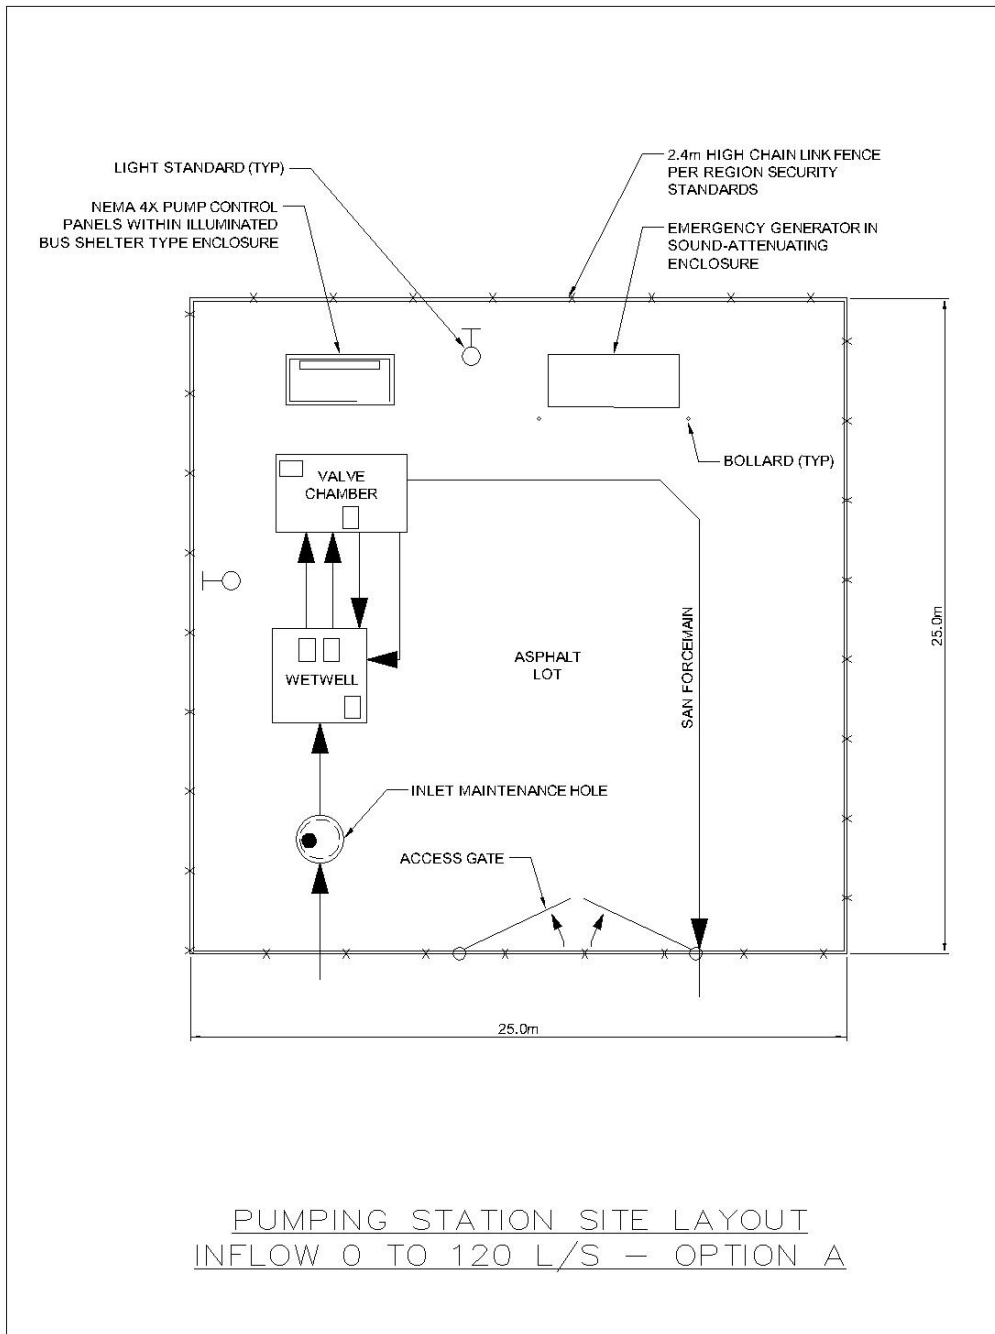 LIGHT STANDARD (TYP)
NEMA 4X PUMP CONTROL
PANELS WITHIN ILLUMINATED
BUS SHELTER TYPE ENCLOSURE
2.4m HIGH CHAIN LINK FENCE
PER REGION SECURITY
STANDARDS
EMERGENCY GENERATOR IN
SOUND-ATTENUATING
ENCLOSURE
BOLLARD (TYP)
VALVE
CHAMBER
WETWELL
ASPHALT
LOT
SAN FORCEMAIN
25.0m
INLET MAINTENANCE HOLE
ACCESS GATE
25.0m
PUMPING STATION SITE LAYOUT
INFLOW 0 TO 120 L/S - OPTION A